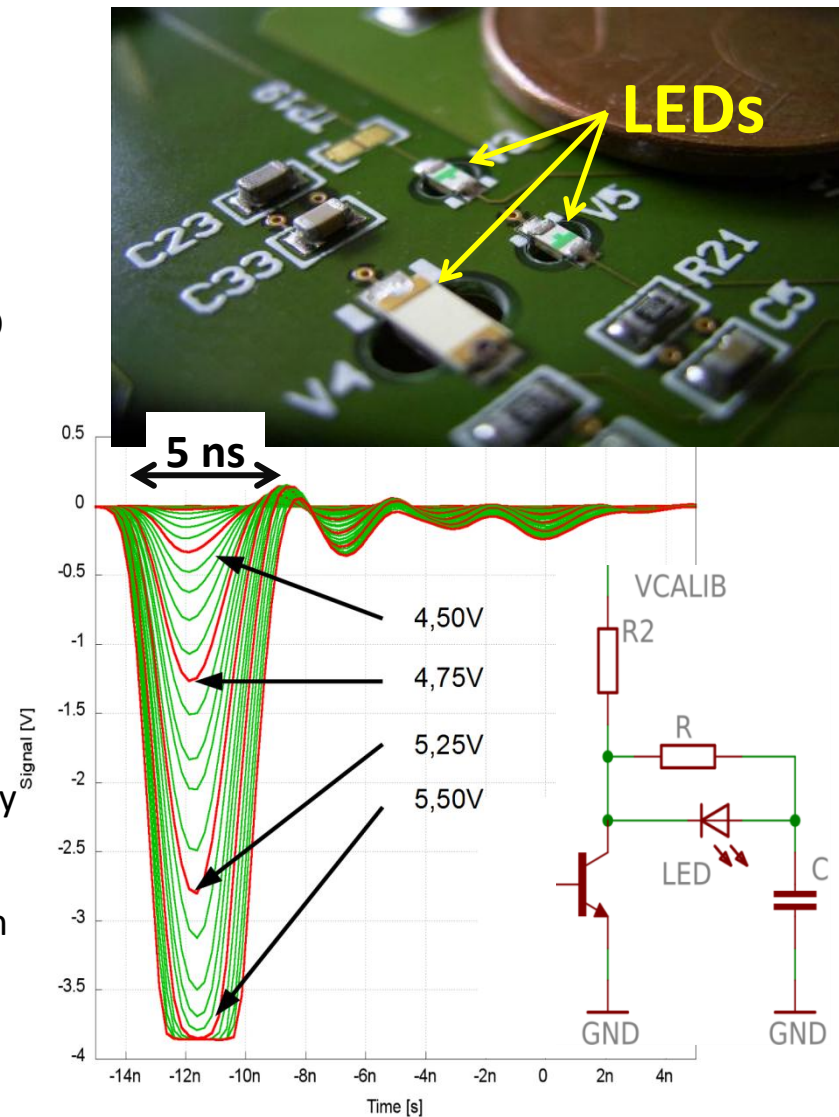 LEDs
TP19
C23
C33
V5
R21
C5
V4
)
5 ns
0.5
0
-0.5
-1
-1.5
-2
-2.5
-3
-3.5
-4
Signal [V]
4,50V
4,75V
5,25V
5,50V
y
n
-14n -12n -10n -8n -6n -4n -2n 0 2n 4n
Time [s]
VCALIB
R2
R
LED
C
GND GND